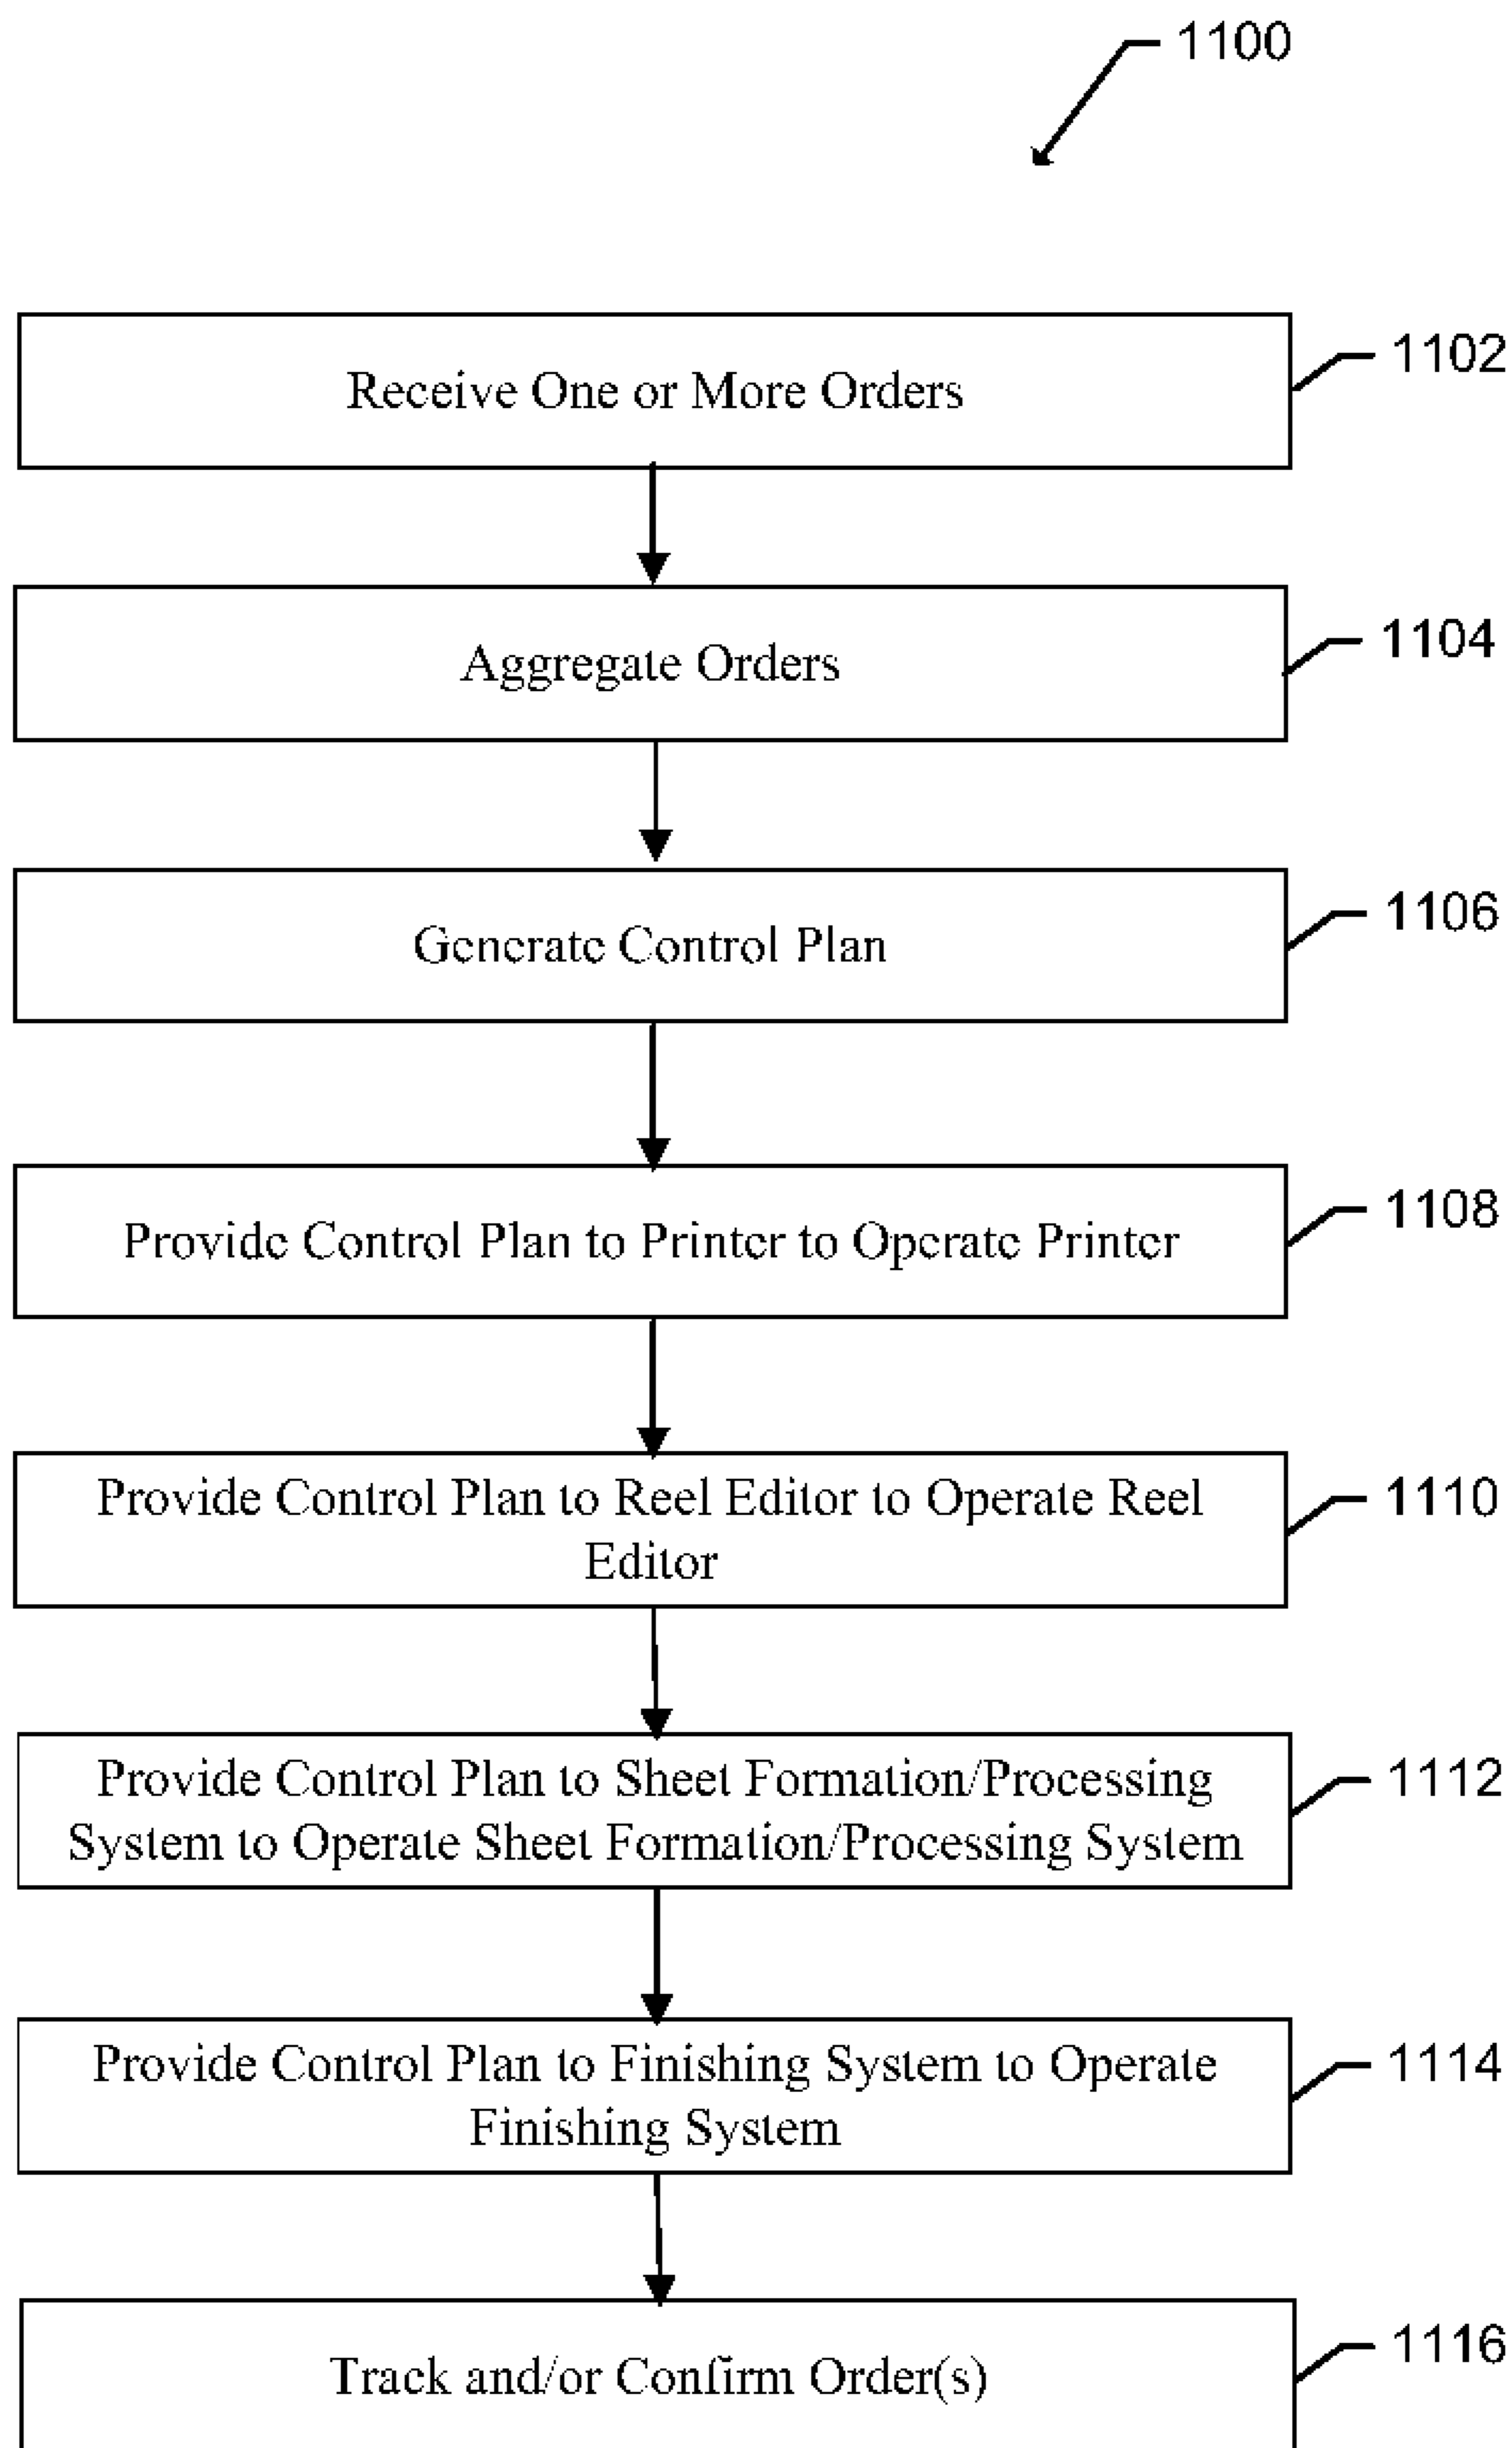 1100
Receive One or More Orders
1102
Aggregate Orders
1104
Generate Control Plan
1106
Provide Control Plan to Printer to Operate Printer
1108
Provide Control Plan to Reel Editor to Operate Reel
Editor
1110
Provide Control Plan to Sheet Formation/Processing
System to Operate Sheet Formation/Processing System
1112
Provide Control Plan to Finishing System to Operate
Finishing System
1114
Track and/or Confirm Order(s)
1116